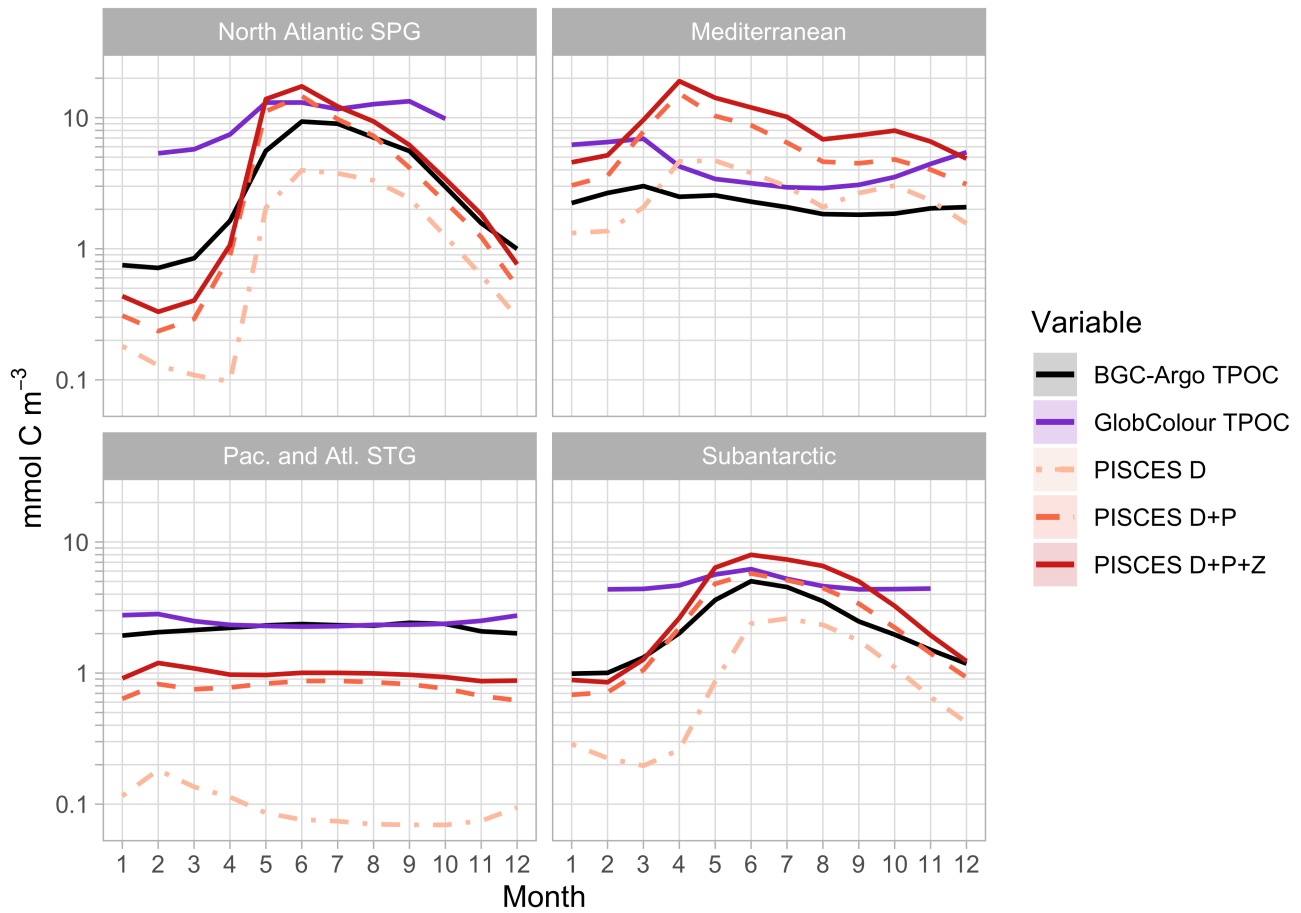 North Atlantic SPG
Mediterranean
10
1
0.1
Pac. and Atl. STG
Subantarctic
10
1
0.1
mmol C m⁻³
1 2 3 4 5 6 7 8 9 10 11 12
1 2 3 4 5 6 7 8 9 10 11 12
Month
Variable
BGC-Argo TPOC
GlobColour TPOC
PISCES D
PISCES D+P
PISCES D+P+Z